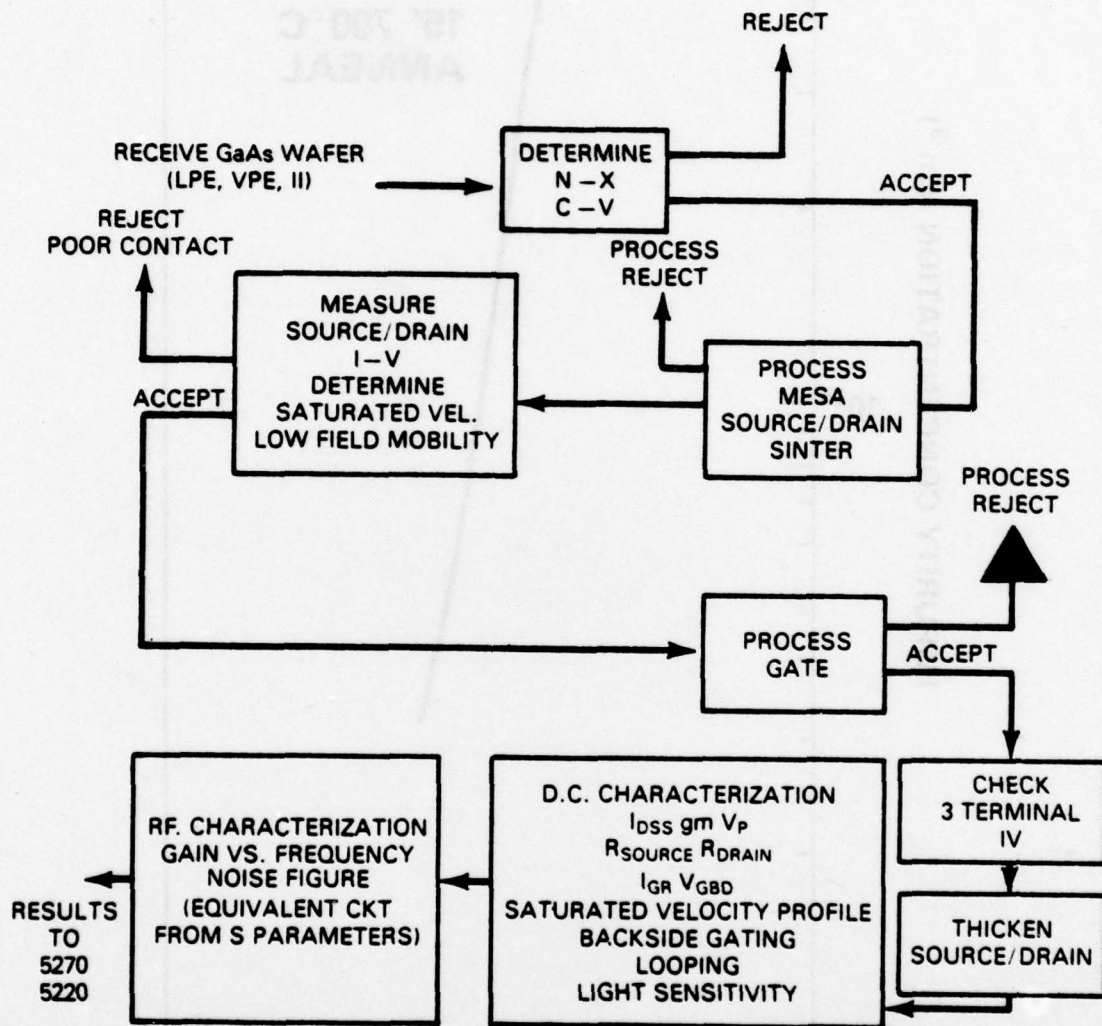 REJECT
RECEIVE GaAs WAFER
(LPE, VPE, II)
DETERMINE
N – X
C – V
ACCEPT
REJECT
POOR CONTACT
PROCESS
REJECT
MEASURE
SOURCE/DRAIN
I – V
DETERMINE
SATURATED VEL.
LOW FIELD MOBILITY
ACCEPT
PROCESS
MESA
SOURCE/DRAIN
SINTER
PROCESS
REJECT
PROCESS
GATE
ACCEPT
CHECK
3 TERMINAL
IV
THICKEN
SOURCE/DRAIN
D.C. CHARACTERIZATION
IDSS gm VP
RSOURCE RDRAIN
IGR VGBD
SATURATED VELOCITY PROFILE
BACKSIDE GATING
LOOPING
LIGHT SENSITIVITY
RF. CHARACTERIZATION
GAIN VS. FREQUENCY
NOISE FIGURE
(EQUIVALENT CKT
FROM S PARAMETERS)
RESULTS
TO
5270
5220
15' 700°C
ANNEAL